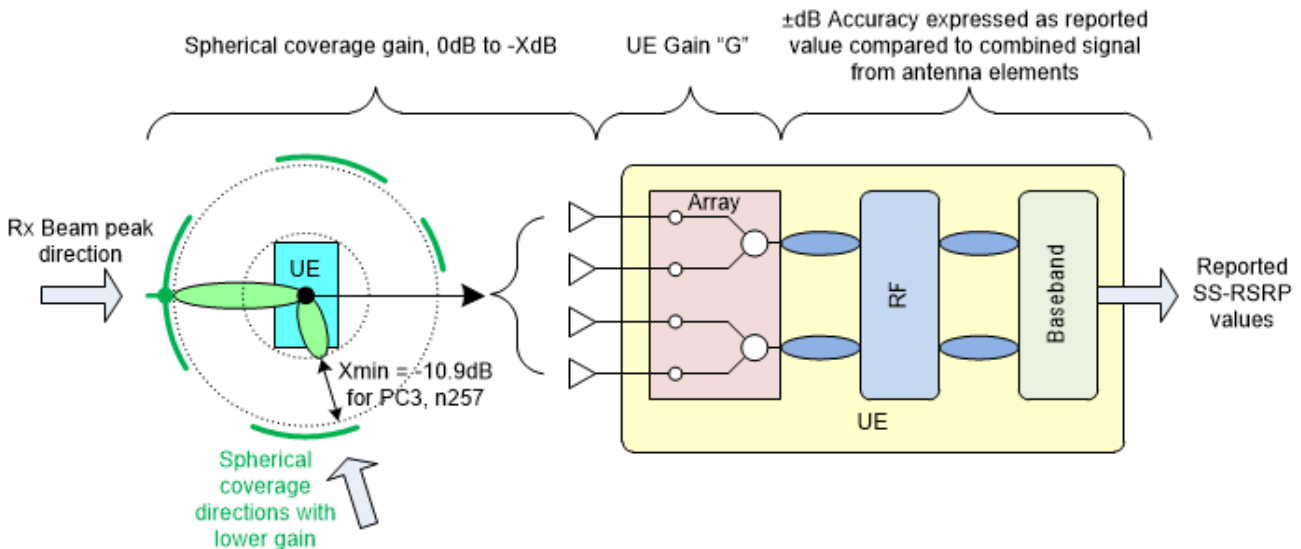 Spherical coverage gain, 0dB to -XdB
UE Gain “G”
±dB Accuracy expressed as reported
value compared to combined signal
from antenna elements
Rx Beam peak
direction
UE
Xmin = -10.9dB
for PC3, n257
Spherical
coverage
directions with
lower gain
Array
RF
Baseband
UE
Reported
SS-RSRP
values